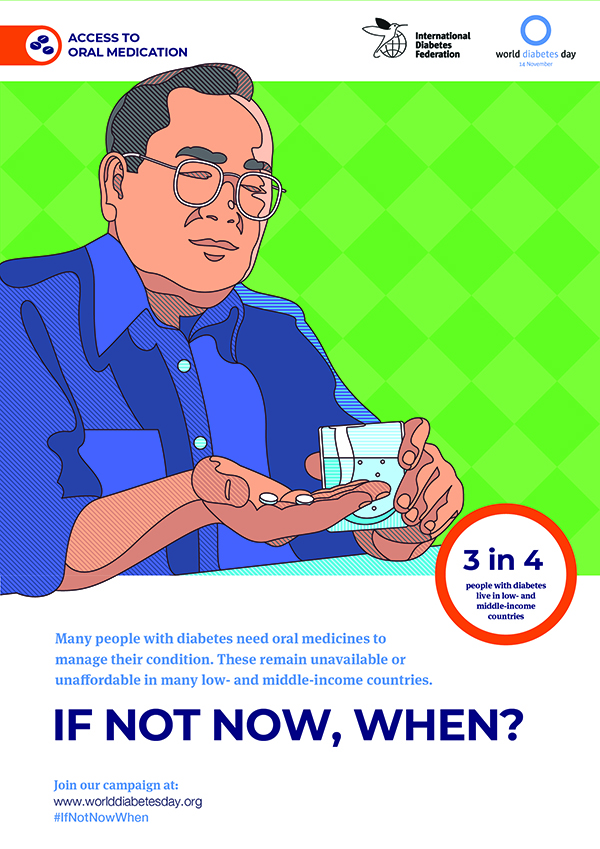 ACCESS TO
ORAL MEDICATION
International
Diabetes
Federation
world diabetes day
14 November
3 in 4
people with diabetes
live in low- and
middle-income
countries
Many people with diabetes need oral medicines to
manage their condition. These remain unavailable or
unaffordable in many low- and middle-income countries.
IF NOT NOW, WHEN?
Join our campaign at:
www.worlddiabetesday.org
#IfNotNowWhen